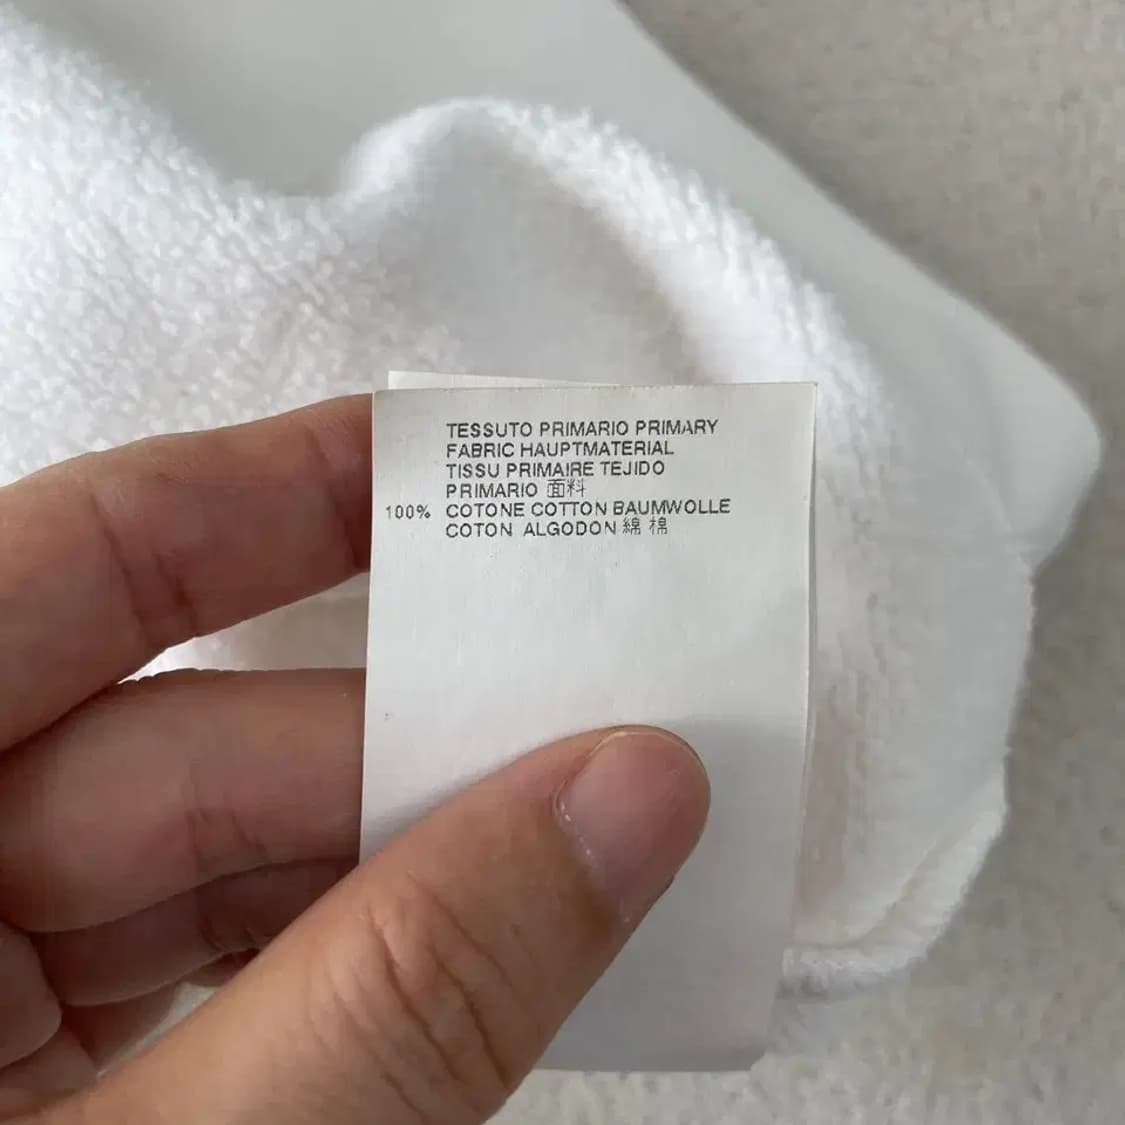 TESSUTO PRIMARIO PRIMARY
FABRIC HAUPTMATERIAL
TISSU PRIMAIRE TEJIDO
PRIMARIO 面料
100% COTONE COTTON BAUMWOLLE
COTON ALGODON 綿 棉